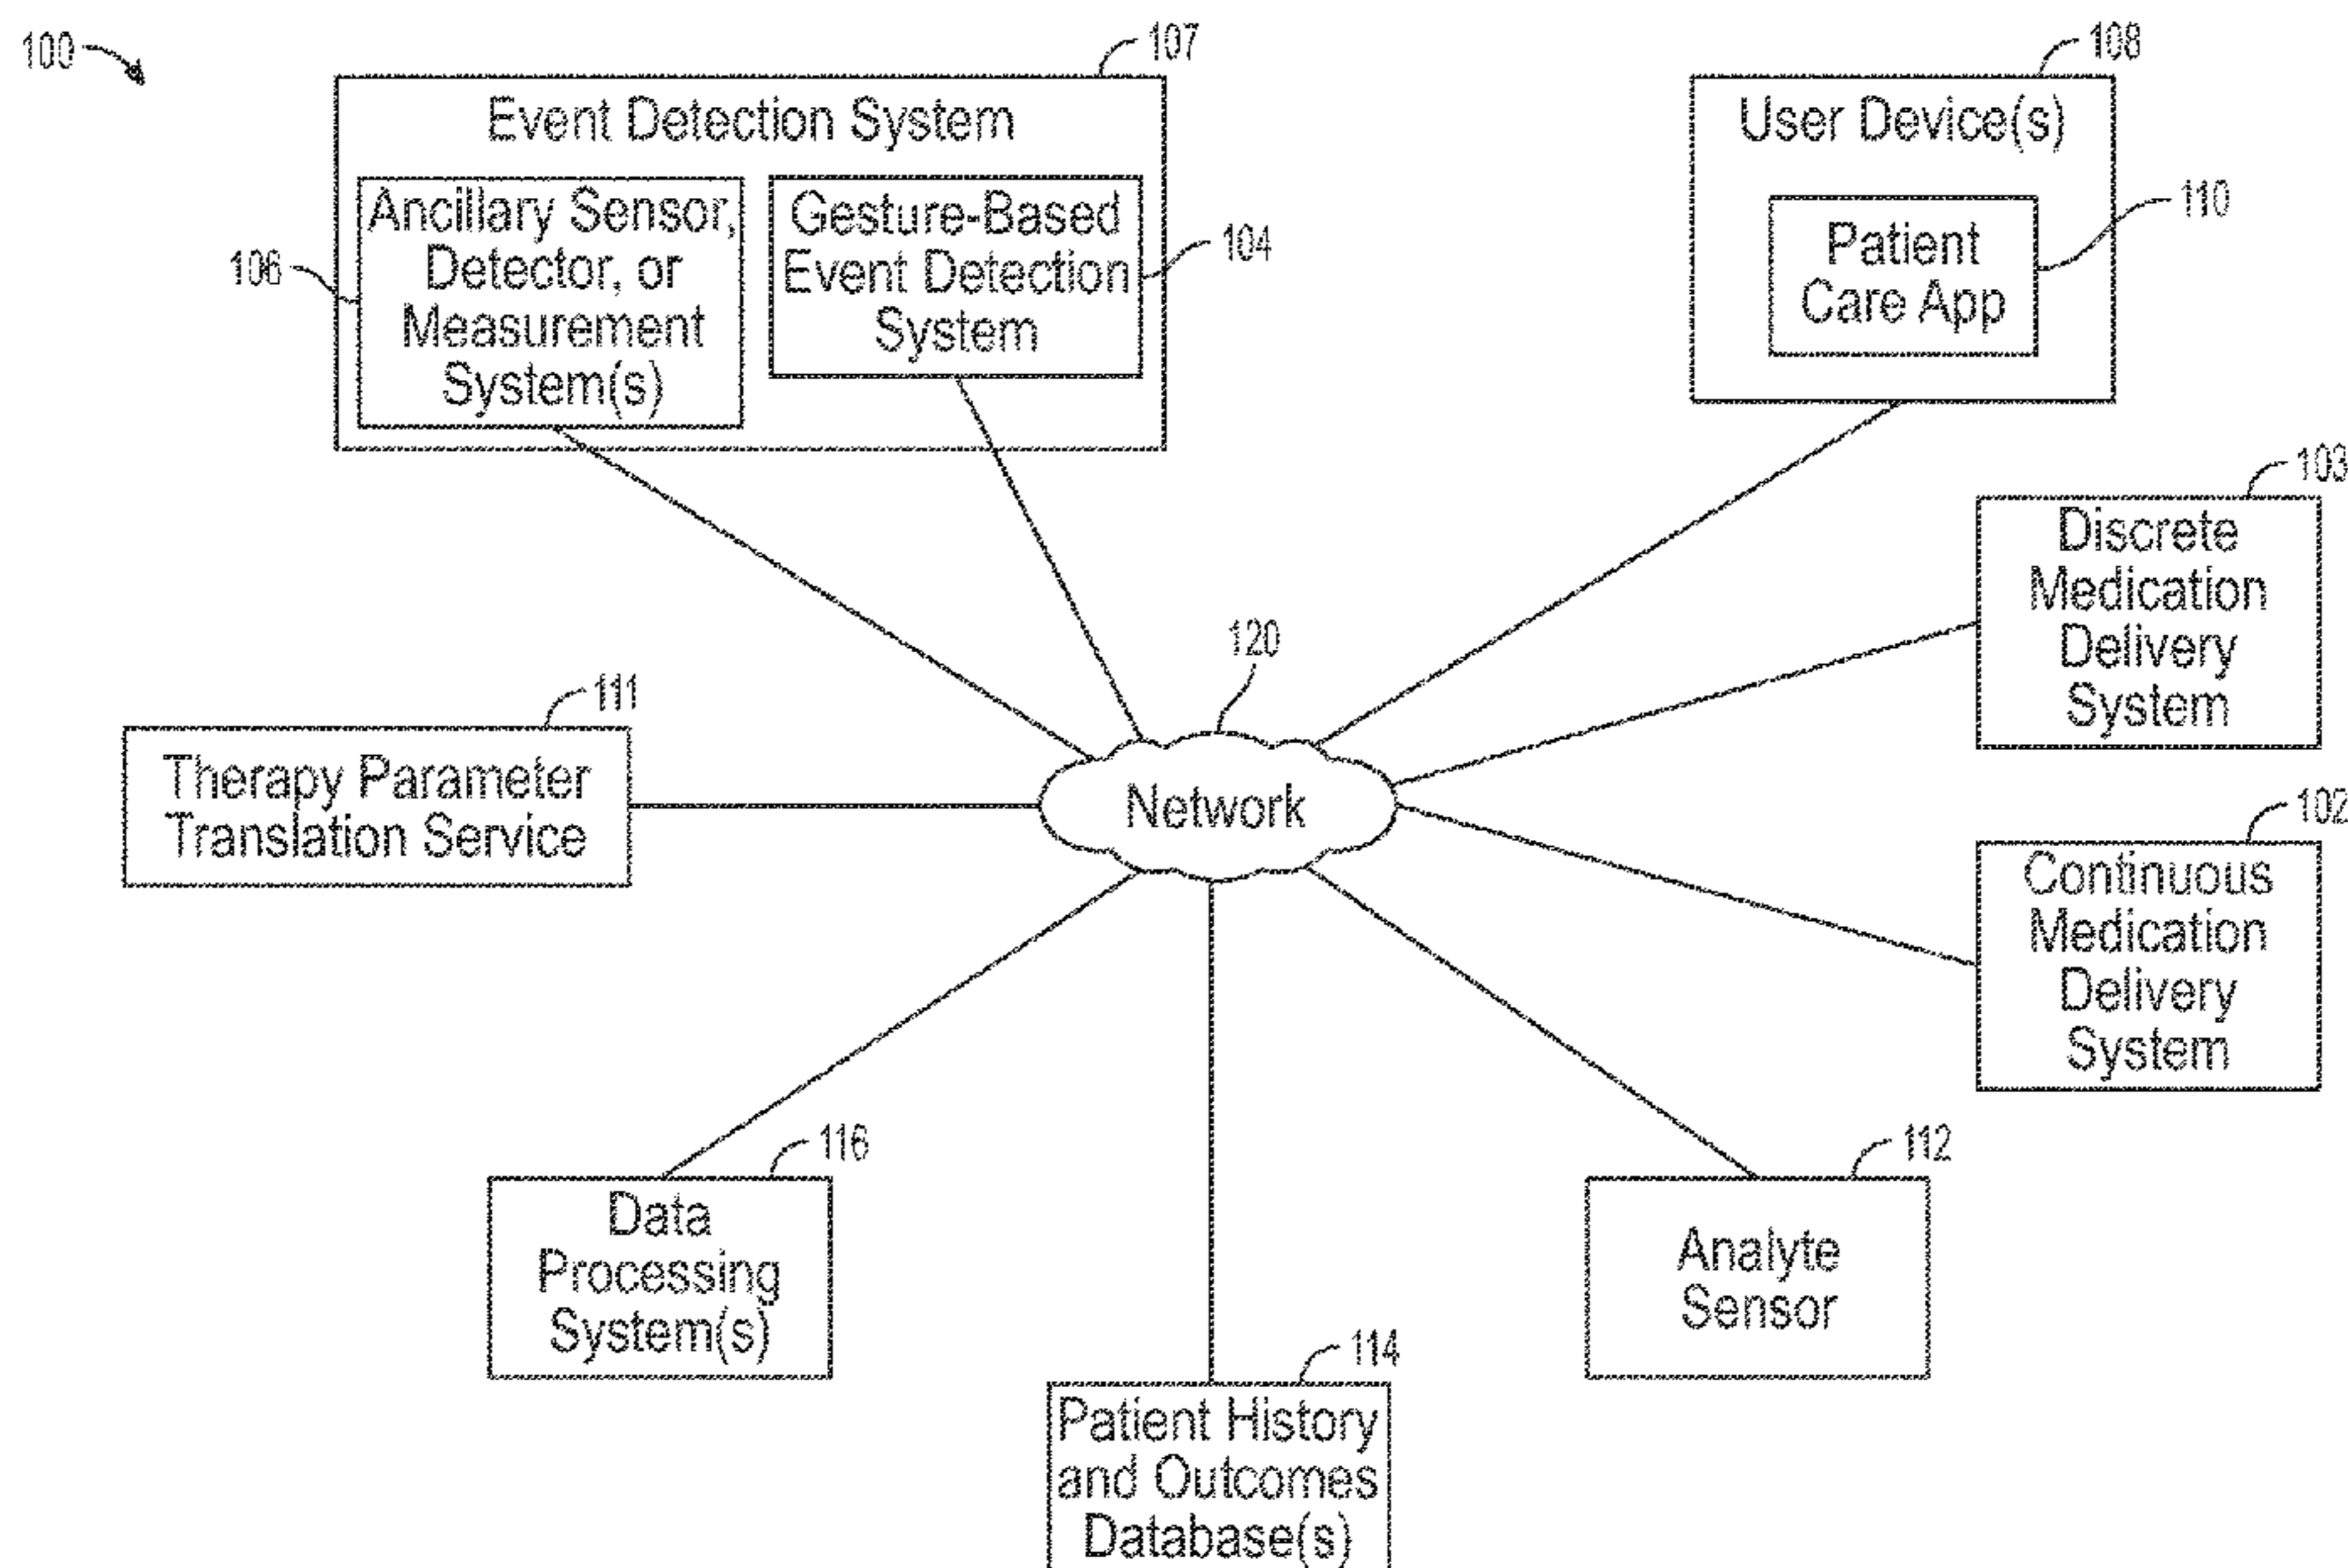 100
107
Event Detection System
106
Ancillary Sensor,
Detector, or
Measurement
System(s)
Gesture-Based
Event Detection
System
104
108
User Device(s)
110
Patient
Care App
103
Discrete
Medication
Delivery
System
120
Network
111
Therapy Parameter
Translation Service
102
Continuous
Medication
Delivery
System
116
Data
Processing
System(s)
114
Patient History
and Outcomes
Database(s)
112
Analyte
Sensor